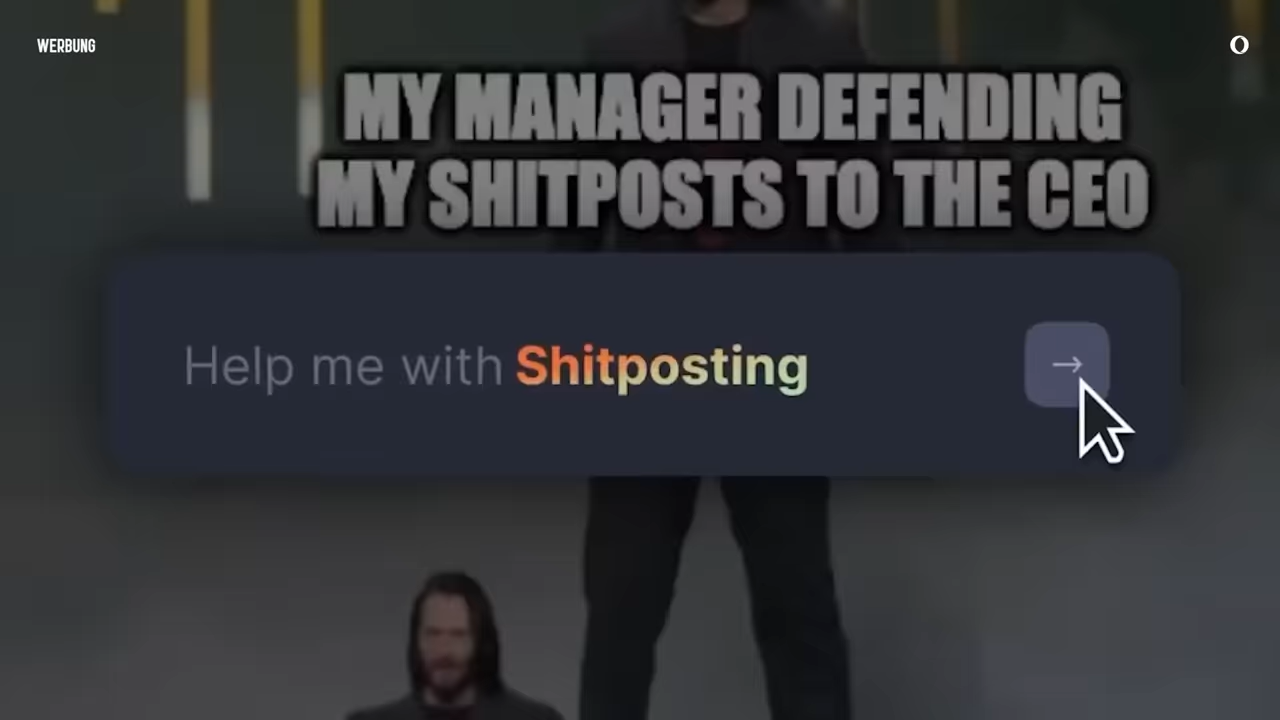 WERBUNG
O
MY MANAGER DEFENDING
MY SHITPOSTS TO THE CEO
Help me with Shitposting
→